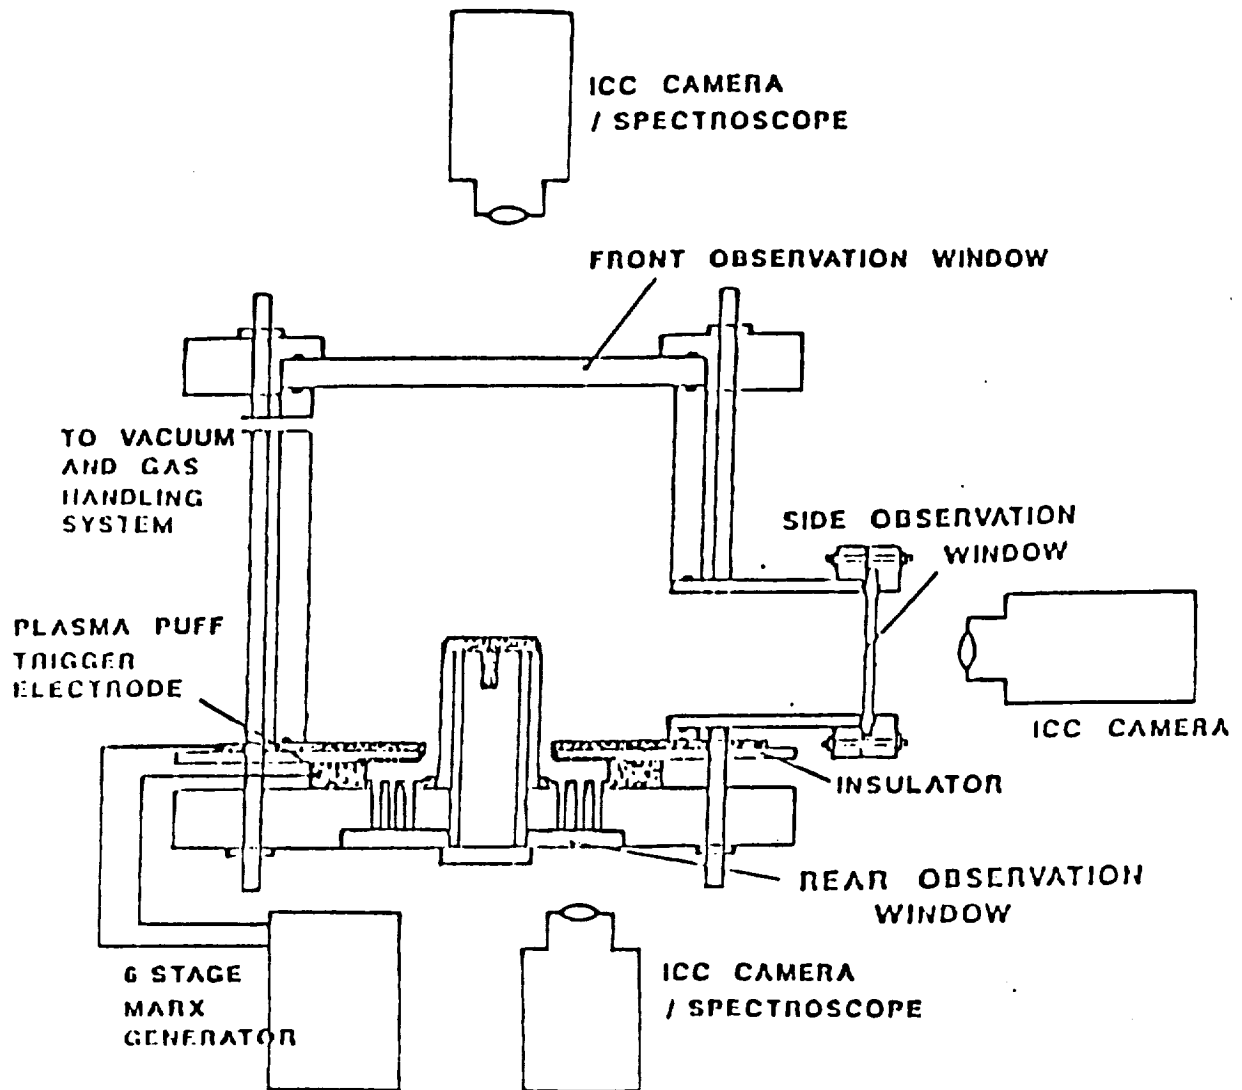 ICC CAMERA
/ SPECTROSCOPE
FRONT OBSERVATION WINDOW
TO VACUUM
AND GAS
HANDLING
SYSTEM
SIDE OBSERVATION
WINDOW
PLASMA PUFF
TRIGGER
ELECTRODE
ICC CAMERA
INSULATOR
REAR OBSERVATION
WINDOW
6 STAGE
MARX
GENERATOR
ICC CAMERA
/ SPECTROSCOPE